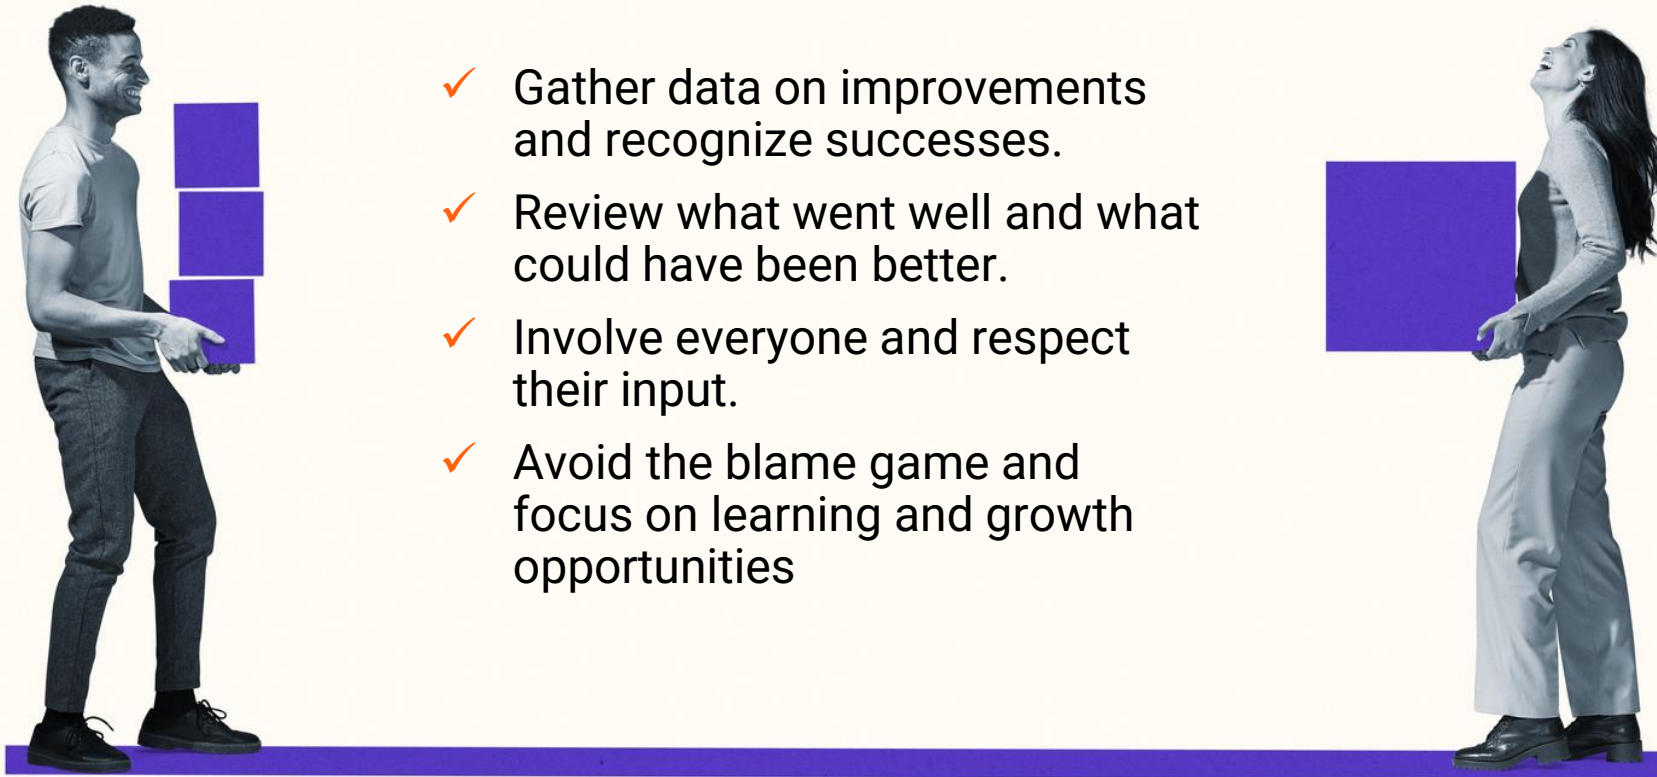 ✓ Gather data on improvements
and recognize successes.
✓ Review what went well and what
could have been better.
✓ Involve everyone and respect
their input.
✓ Avoid the blame game and
focus on learning and growth
opportunities